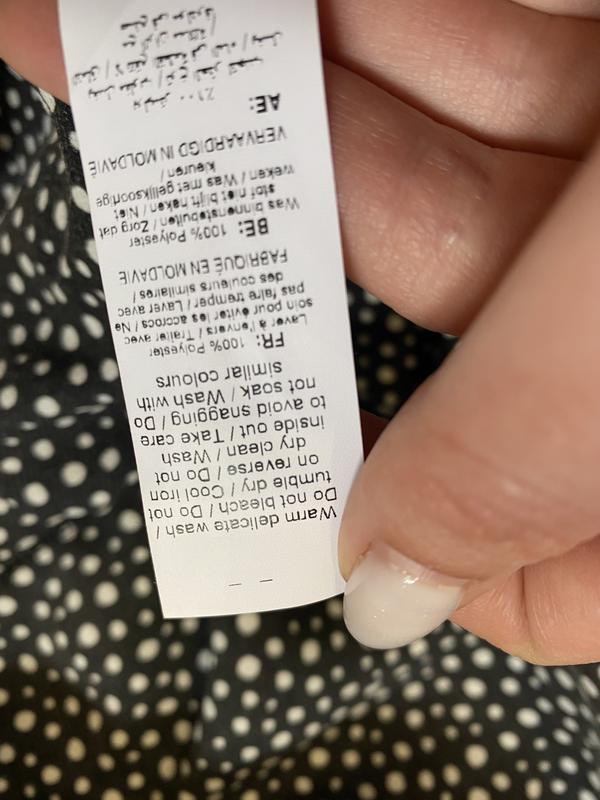 Warm delicate wash /
Do not bleach / Do not
tumble dry / Cool iron
on reverse / Do not
dry clean / Wash
inside out / Take care
to avoid snagging / Do
not soak / Wash with
similar colours
FR: 100% Polyester
Laver à l'envers / Traiter avec
soin pour éviter les accrocs / Ne
pas faire tremper / Laver avec
des couleurs similaires /
FABRIQUÉ EN MOLDAVIE
BE: 100% Polyester
Was binnenstebuiten / Zorg dat
stof niet blijft haken / Niet
weken / Was met gelijksoortige
kleuren /
VERVAARDIGD IN MOLDAVIË
AE: